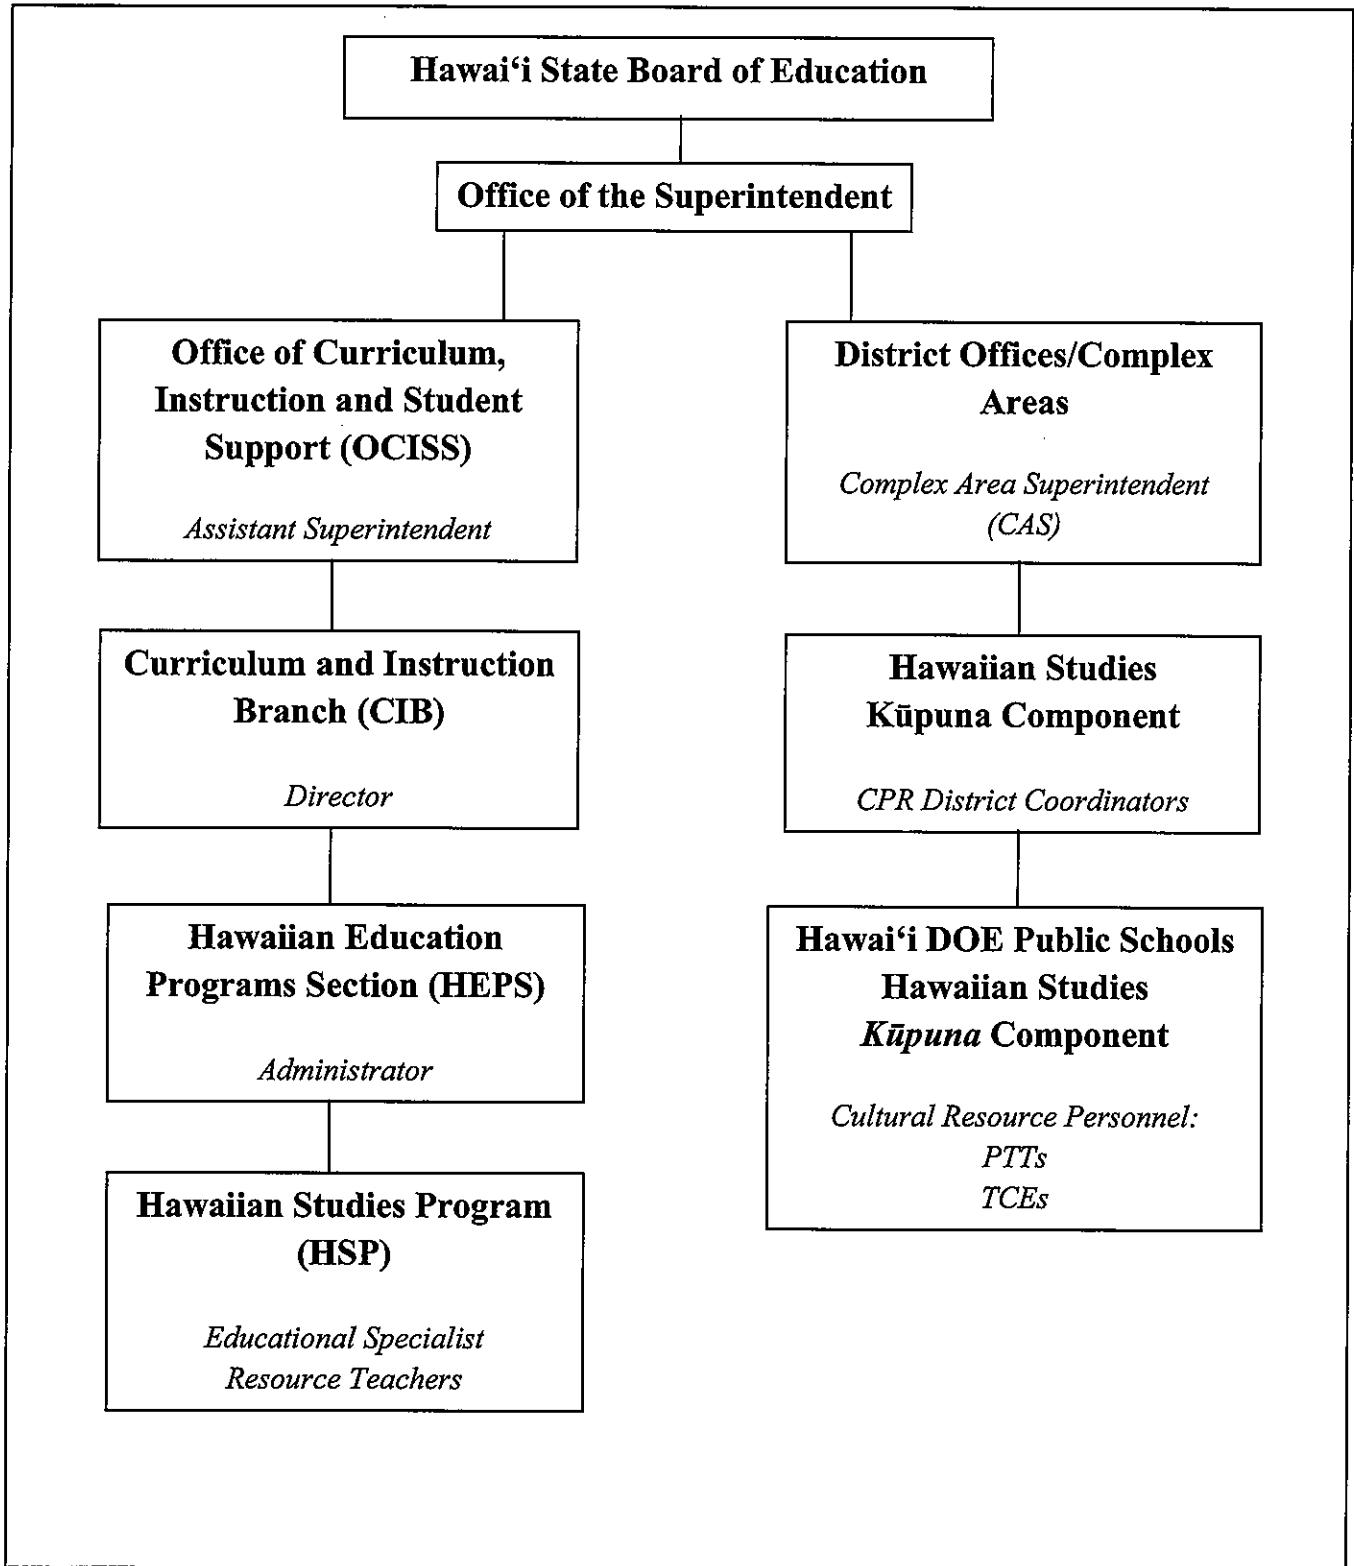 Hawai‘i State Board of Education
Office of the Superintendent
Office of Curriculum,
Instruction and Student
Support (OCISS)
Assistant Superintendent
Curriculum and Instruction
Branch (CIB)
Director
Hawaiian Education
Programs Section (HEPS)
Administrator
Hawaiian Studies Program
(HSP)
Educational Specialist
Resource Teachers
District Offices/Complex
Areas
Complex Area Superintendent
(CAS)
Hawaiian Studies
Kūpuna Component
CPR District Coordinators
Hawai‘i DOE Public Schools
Hawaiian Studies
Kūpuna Component
Cultural Resource Personnel:
PTTs
TCEs